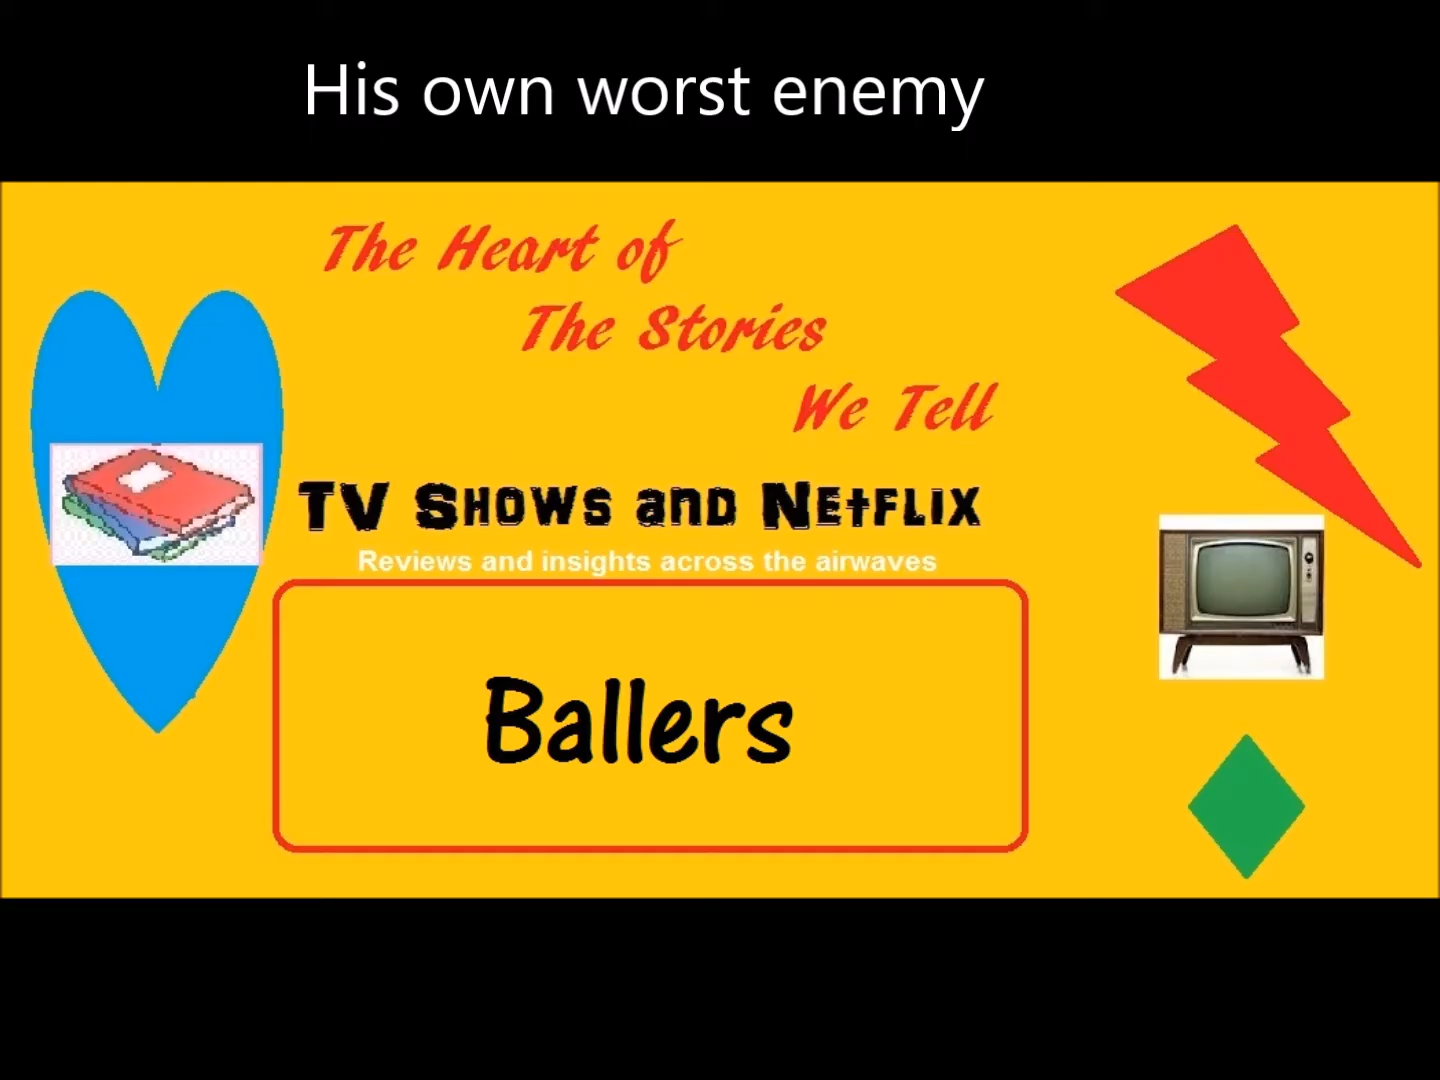 His own worst enemy
The Heart of
The Stories
We Tell
TV Shows and Netflix
Reviews and insights across the airwaves
Ballers